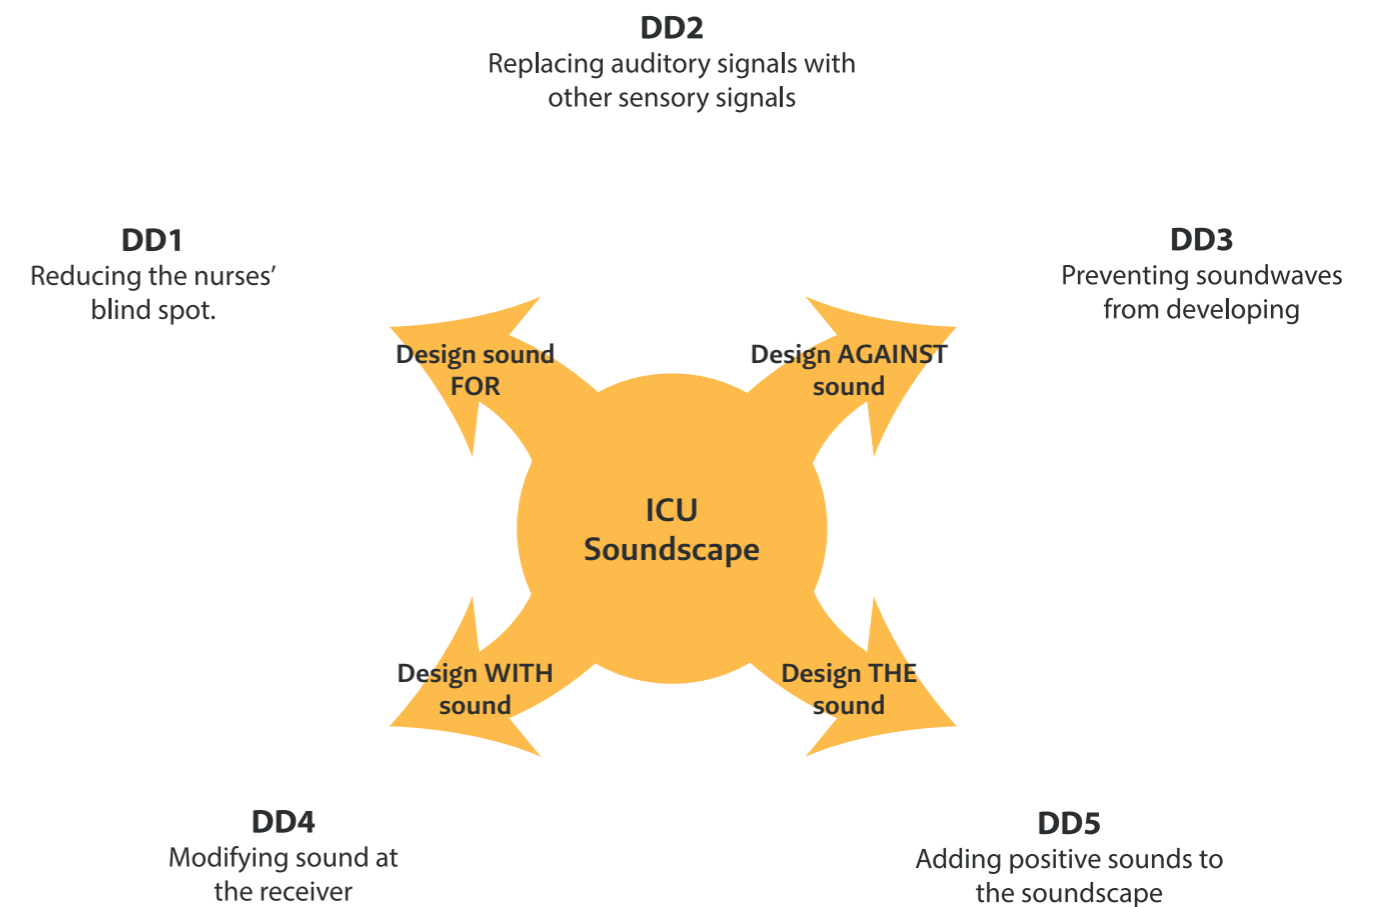 DD2
Replacing auditory signals with
other sensory signals
DD1
Reducing the nurses’
blind spot.
DD3
Preventing soundwaves
from developing
Design sound
FOR
Design AGAINST
sound
ICU
Soundscape
Design WITH
sound
Design THE
sound
DD4
Modifying sound at
the receiver
DD5
Adding positive sounds to
the soundscape